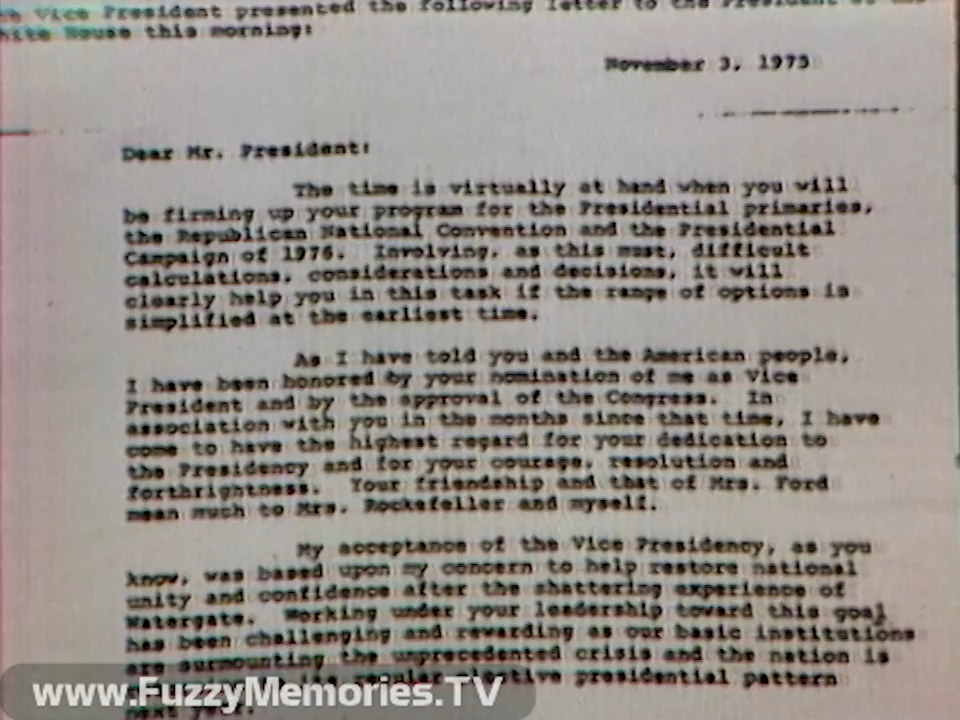 Vice President presented the following letter to the President
House this morning:
November 3, 1975
Dear Mr. President:
The time is virtually at hand when you will
be firming up your program for the Presidential primaries,
the Republican National Convention and the Presidential
Campaign of 1976. Involving, as this must, difficult
calculations, considerations and decisions, it will
clearly help you in this task if the range of options is
simplified at the earliest time.
As I have told you and the American people,
I have been honored by your nomination of me as Vice
President and by the approval of the Congress. In
association with you in the months since that time, I have
come to have the highest regard for your dedication to
the Presidency and for your courage, resolution and
forthrightness. Your friendship and that of Mrs. Ford
mean much to Mrs. Rockefeller and myself.
My acceptance of the Vice Presidency, as you
know, was based upon my concern to help restore national
unity and confidence after the shattering experience of
Watergate. Working under your leadership toward this goal
has been challenging and rewarding as our basic institutions
are surmounting the unprecedented crisis and the nation is
presidential pattern
next year.
www.FuzzyMemories.TV